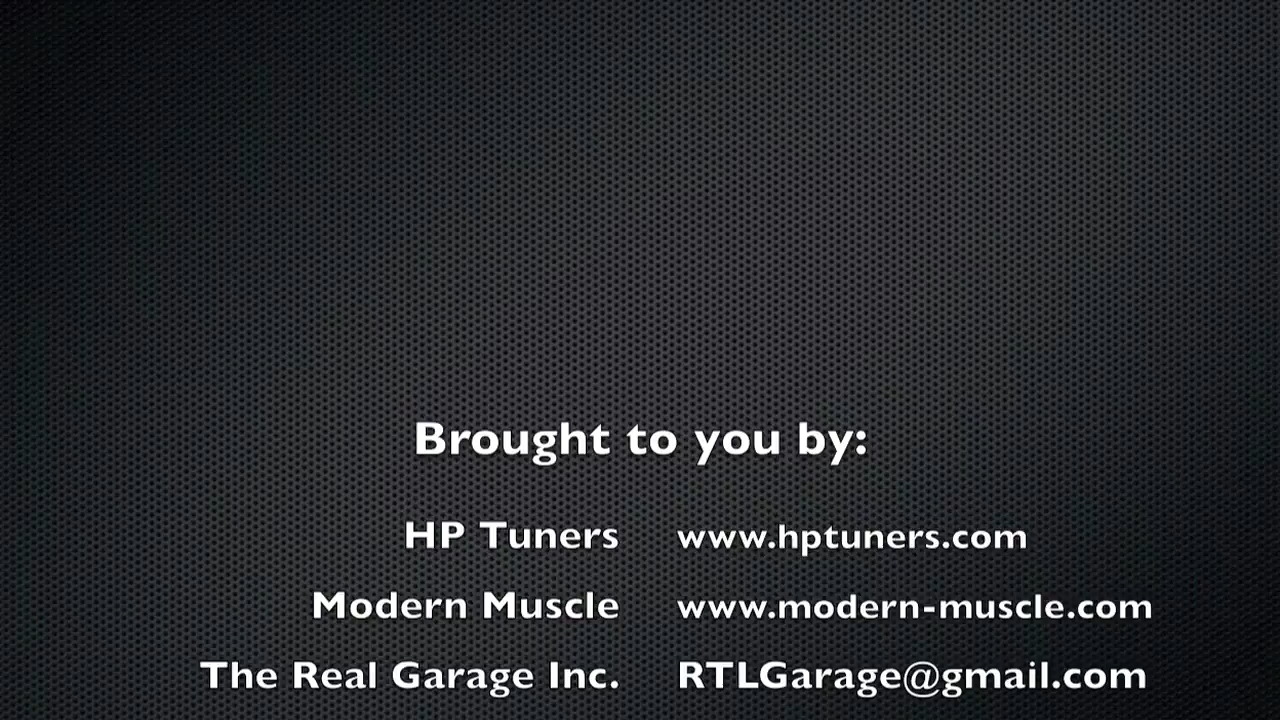 Brought to you by:
HP Tuners www.hptuners.com
Modern Muscle www.modern-muscle.com
The Real Garage Inc. RTLGarage@gmail.com